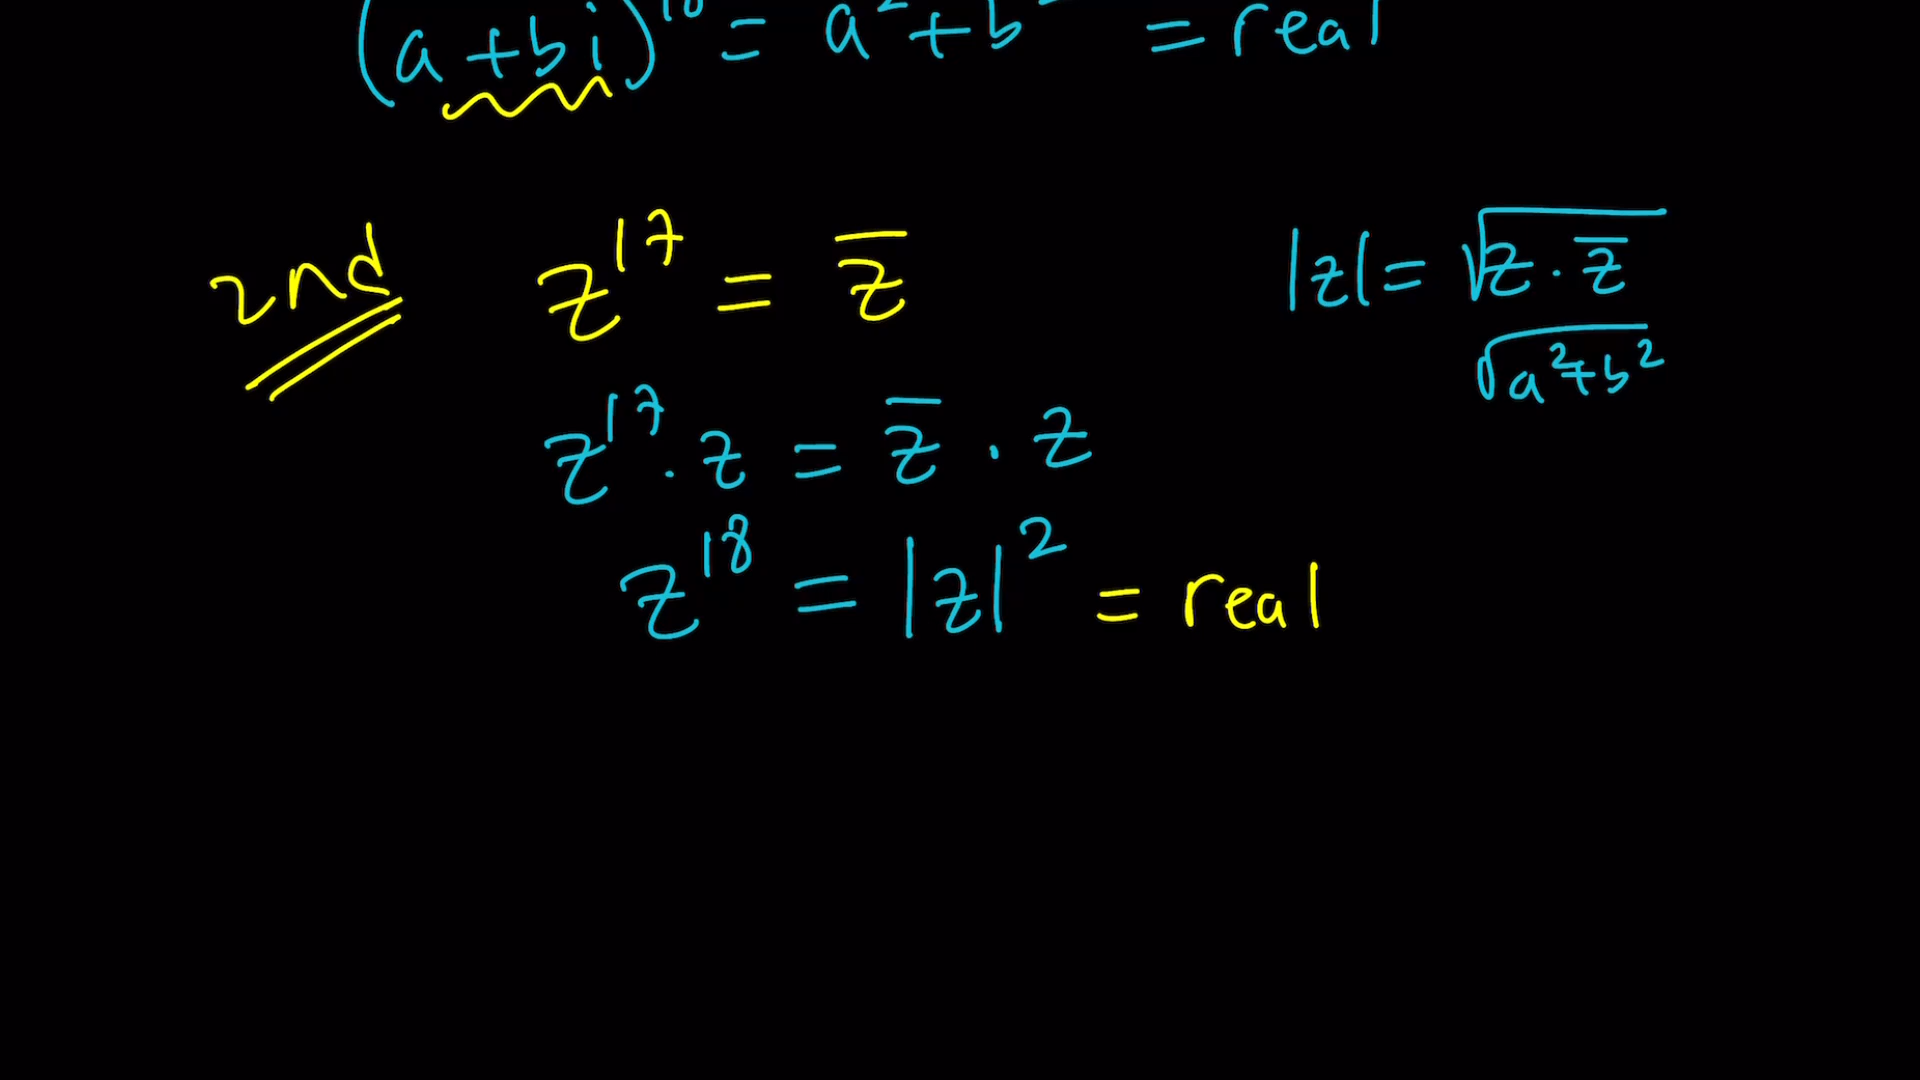 (a+bi)¹⁸ = a²+b² = real
2nd z¹⁷ = z̅ |z| = √(z · z̅)
√(a²+b²)
z¹⁷ · z = z̅ · z
z¹⁸ = |z|² = real